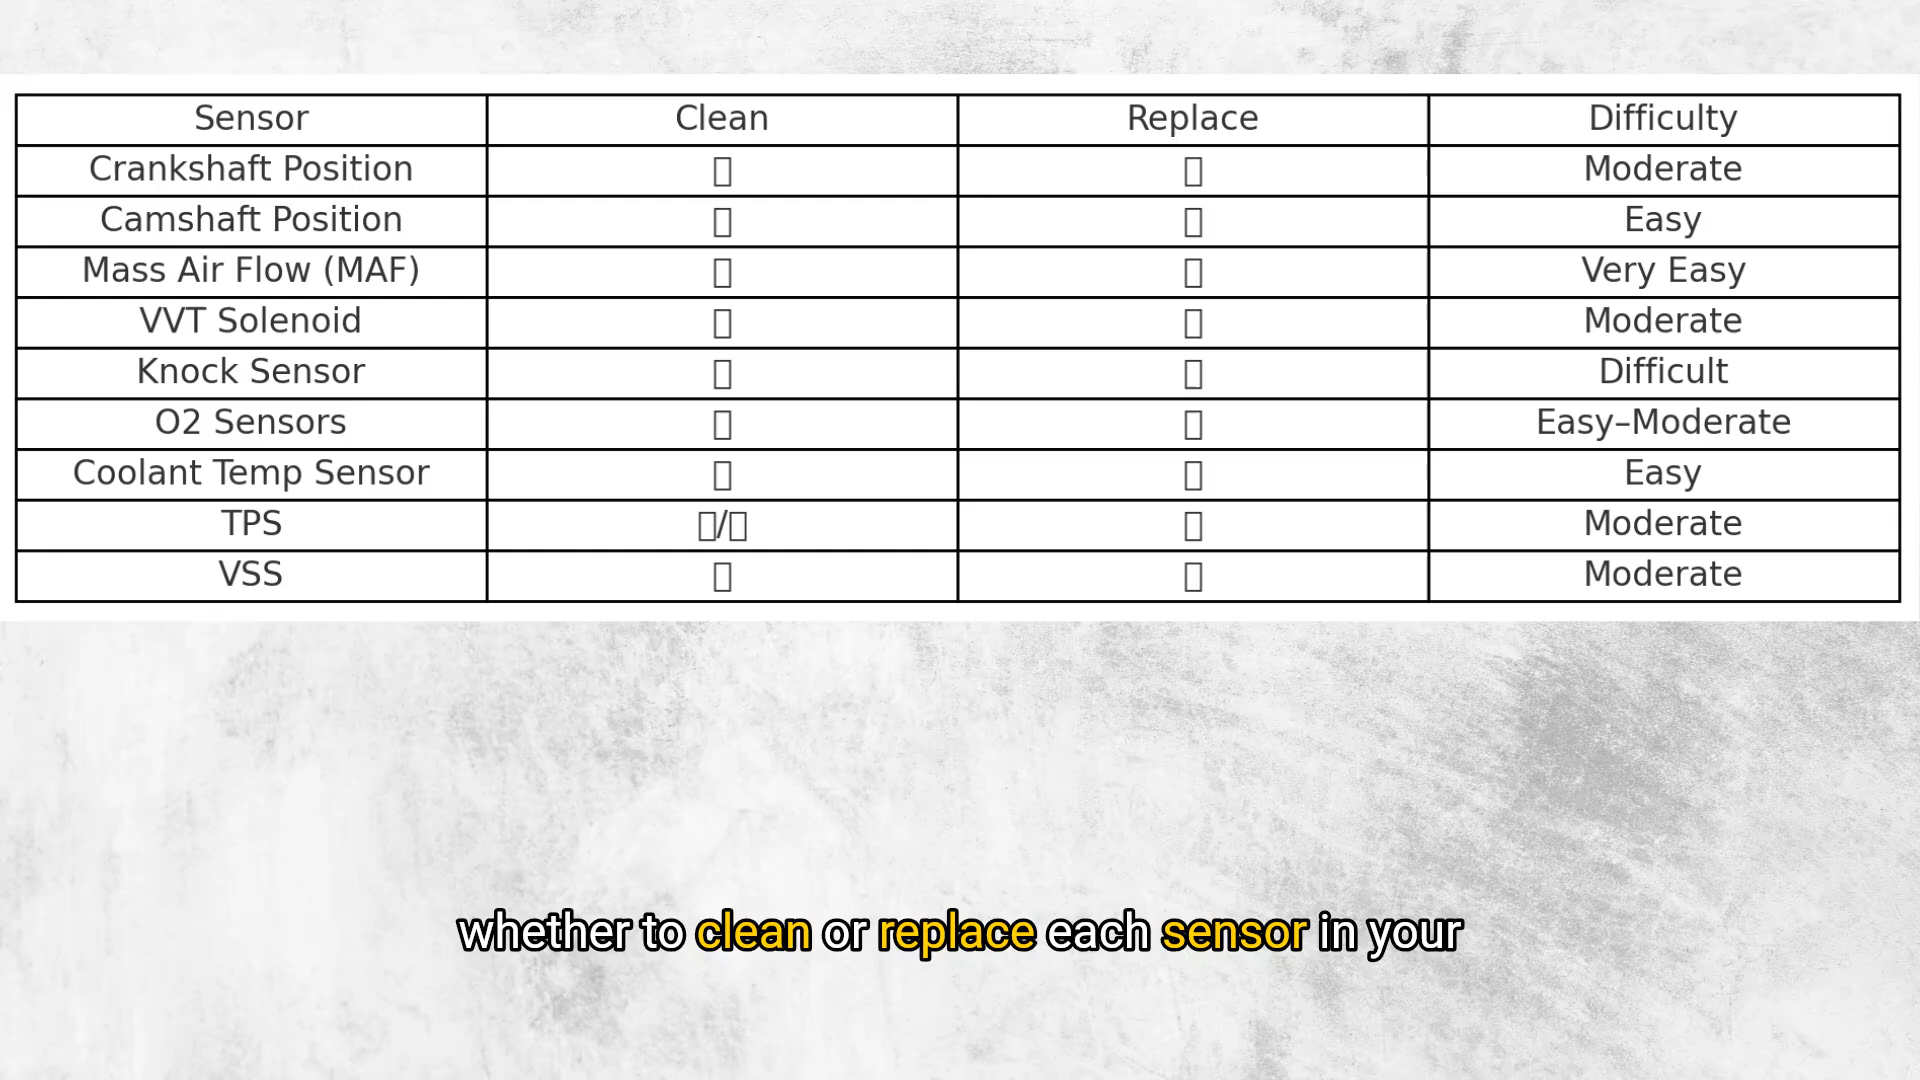 Sensor Clean Replace Difficulty
Crankshaft Position ▯ ▯ Moderate
Camshaft Position ▯ ▯ Easy
Mass Air Flow (MAF) ▯ ▯ Very Easy
VVT Solenoid ▯ ▯ Moderate
Knock Sensor ▯ ▯ Difficult
O2 Sensors ▯ ▯ Easy–Moderate
Coolant Temp Sensor ▯ ▯ Easy
TPS ▯/▯ ▯ Moderate
VSS ▯ ▯ Moderate
whether to clean or replace each sensor in your